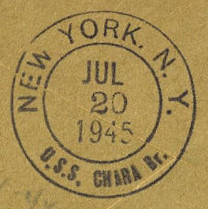 NEW YORK. N. Y.
JUL
20
1945
U.S.S. CHARA Br.